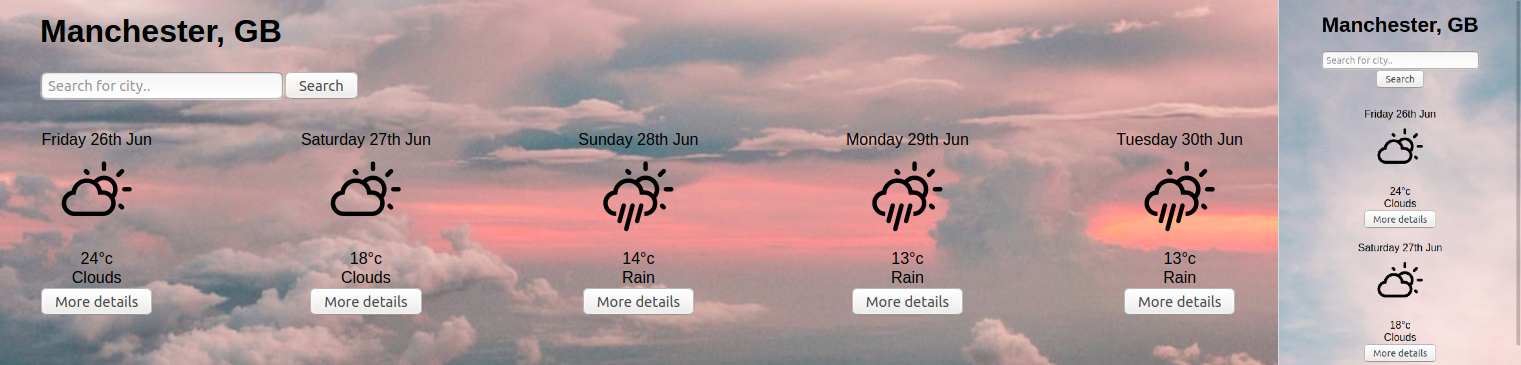 Manchester, GB
Search for city..
Search
Friday 26th Jun
Saturday 27th Jun
Sunday 28th Jun
Monday 29th Jun
Tuesday 30th Jun
24°c
18°c
14°c
13°c
13°c
Clouds
Clouds
Rain
Rain
Rain
More details
More details
More details
More details
More details
Manchester, GB
Search for city..
Search
Friday 26th Jun
24°c
Clouds
More details
Saturday 27th Jun
18°c
Clouds
More details